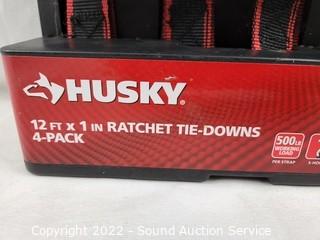 HUSKY®
12 FT X 1 IN RATCHET TIE-DOWNS
4-PACK
500LB
WORKING
LOAD
PER STRAP
Copyright 2022 - Sound Auction Service